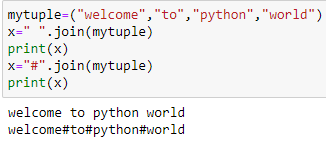 mytuple=("welcome","to","python","world")
x=" ".join(mytuple)
print(x)
x="#".join(mytuple)
print(x)
welcome to python world
welcome#to#python#world